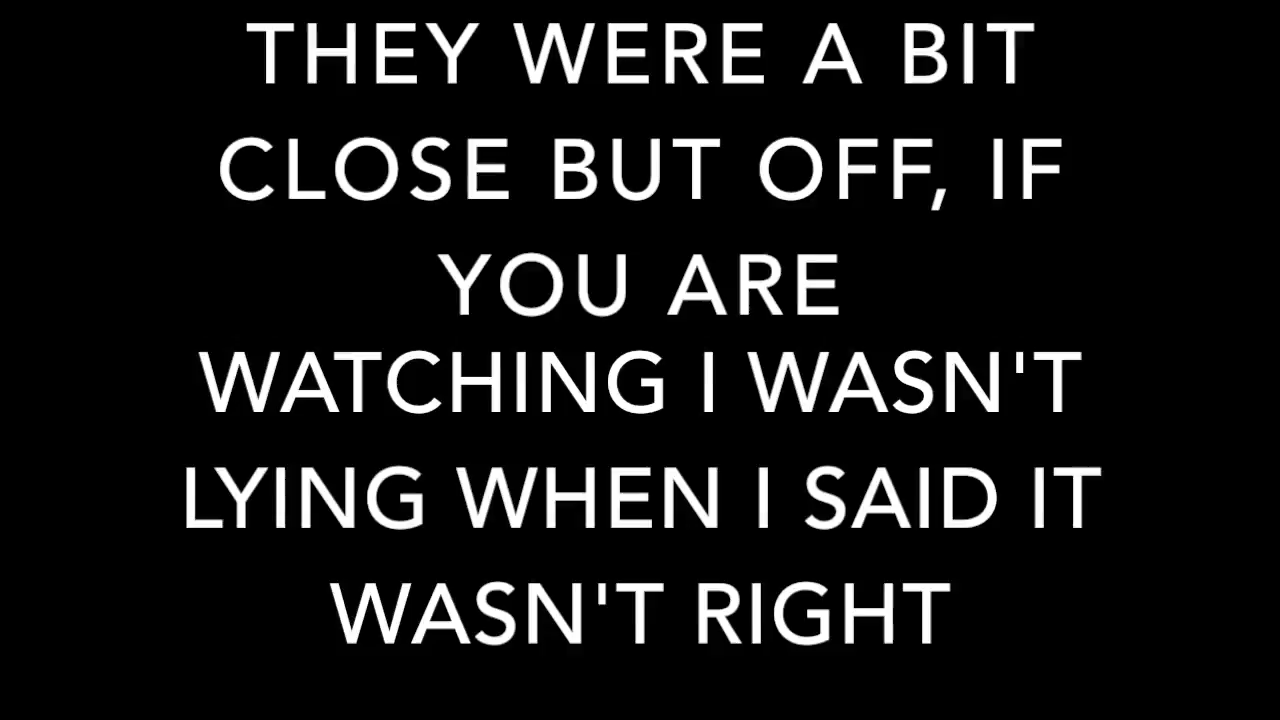 THEY WERE A BIT
CLOSE BUT OFF, IF
YOU ARE
WATCHING I WASN'T
LYING WHEN I SAID IT
WASN'T RIGHT